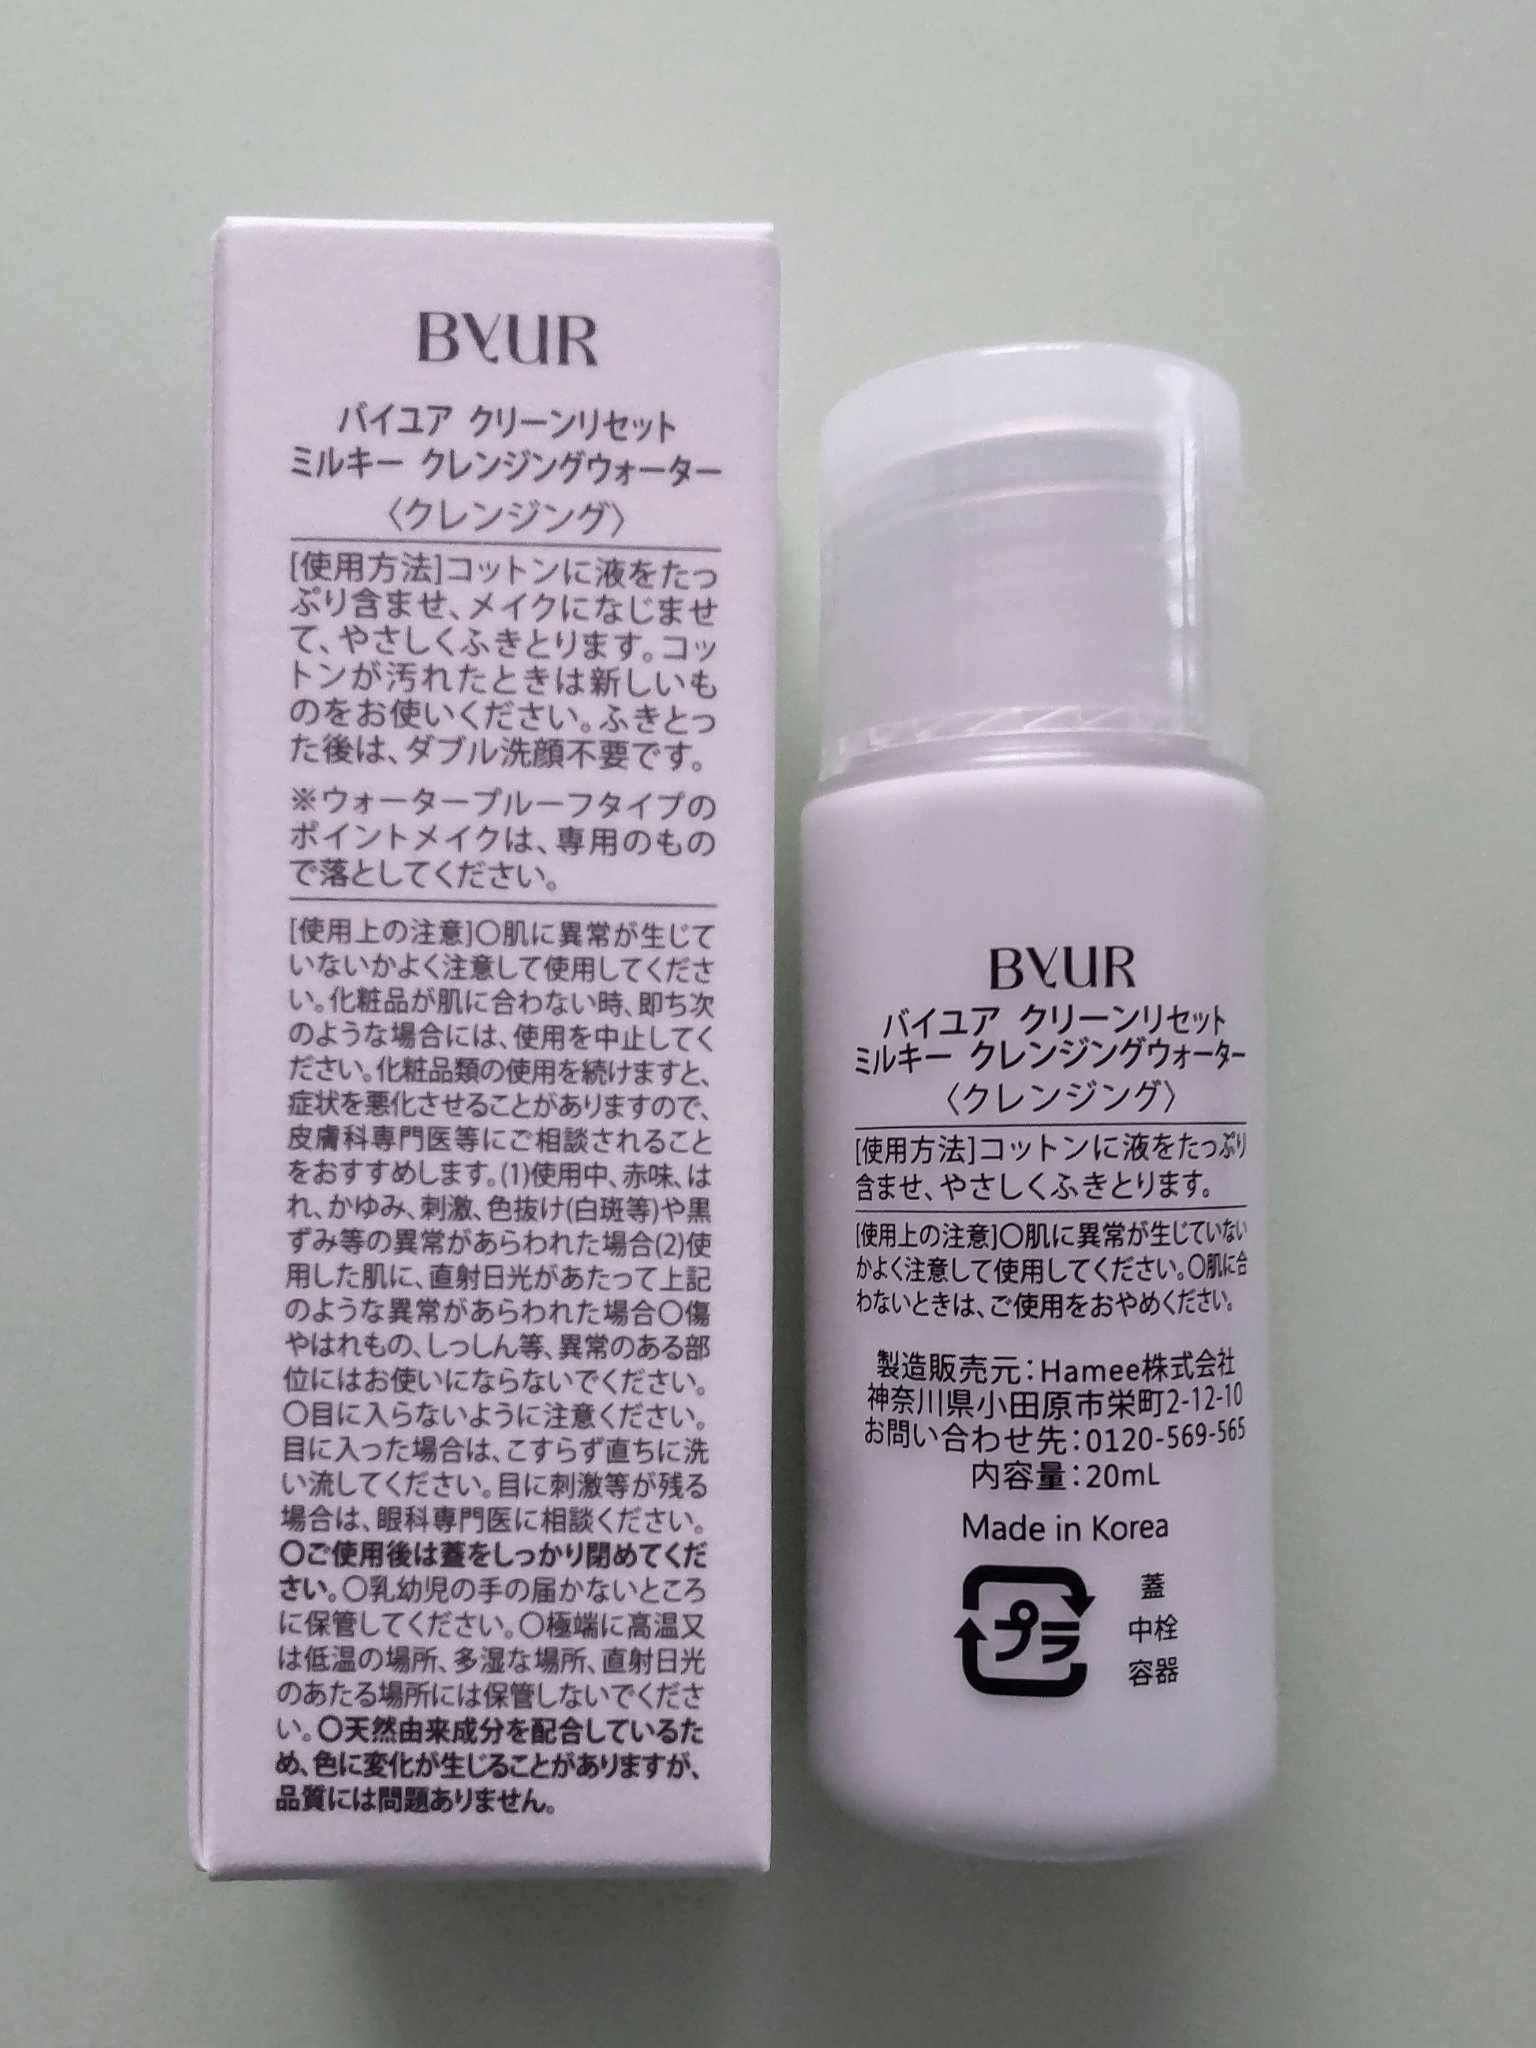 BYUR
バイユア クリーンリセット
ミルキー クレンジングウォーター
〈クレンジング〉
[使用方法]コットンに液をたっ
ぷり含ませ、メイクになじませ
て、やさしくふきとります。コッ
トンが汚れたときは新しいも
のをお使いください。ふきとっ
た後は、ダブル洗顔不要です。
※ウォータープルーフタイプの
ポイントメイクは、専用のもの
で落としてください。
[使用上の注意]〇肌に異常が生じて
いないかよく注意して使用してくださ
い。化粧品が肌に合わない時、即ち次
のような場合には、使用を中止してく
ださい。化粧品類の使用を続けますと、
症状を悪化させることがありますので、
皮膚科専門医等にご相談されること
をおすすめします。(1)使用中、赤味、は
れ、かゆみ、刺激、色抜け(白斑等)や黒
ずみ等の異常があらわれた場合(2)使
用した肌に、直射日光があたって上記
のような異常があらわれた場合〇傷
やはれもの、しっしん等、異常のある部
位にはお使いにならないでください。
〇目に入らないように注意ください。
目に入った場合は、こすらず直ちに洗
い流してください。目に刺激等が残る
場合は、眼科専門医に相談ください。
〇ご使用後は蓋をしっかり閉めてくだ
さい。〇乳幼児の手の届かないところ
に保管してください。〇極端に高温又
は低温の場所、多湿な場所、直射日光
のあたる場所には保管しないでくださ
い。〇天然由来成分を配合しているた
め、色に変化が生じることがありますが、
品質には問題ありません。
BYUR
バイユア クリーンリセット
ミルキー クレンジングウォーター
〈クレンジング〉
[使用方法]コットンに液をたっぷり
含ませ、やさしくふきとります。
[使用上の注意]〇肌に異常が生じていない
かよく注意して使用してください。〇肌に合
わないときは、ご使用をおやめください。
製造販売元：Hamee株式会社
神奈川県小田原市栄町2-12-10
お問い合わせ先：0120-569-565
内容量：20mL
Made in Korea
プラ
蓋
中栓
容器